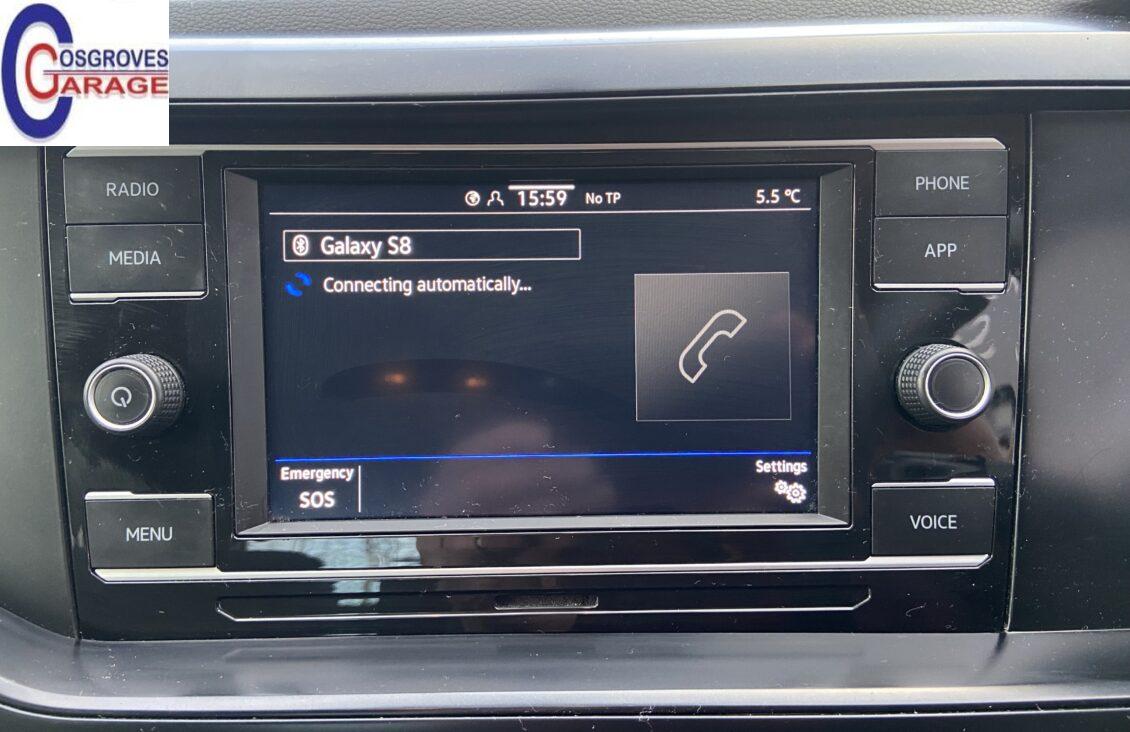 COSGROVES
GARAGE
RADIO
MEDIA
MENU
15:59 No TP 5.5 °C
Galaxy S8
Connecting automatically...
Emergency
SOS
Settings
PHONE
APP
VOICE